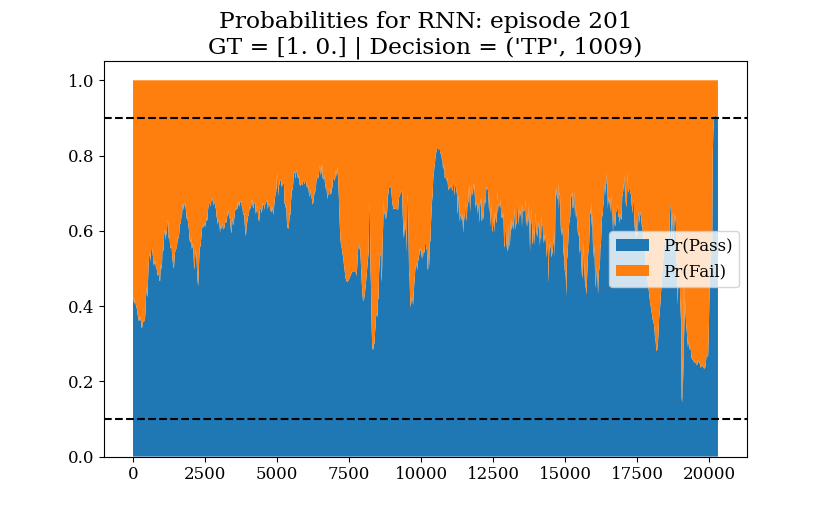 Probabilities for RNN: episode 201
GT = [1. 0.] | Decision = ('TP', 1009)
1.0
0.8
0.6
0.4
0.2
0.0
Pr(Pass)
Pr(Fail)
0 2500 5000 7500 10000 12500 15000 17500 20000